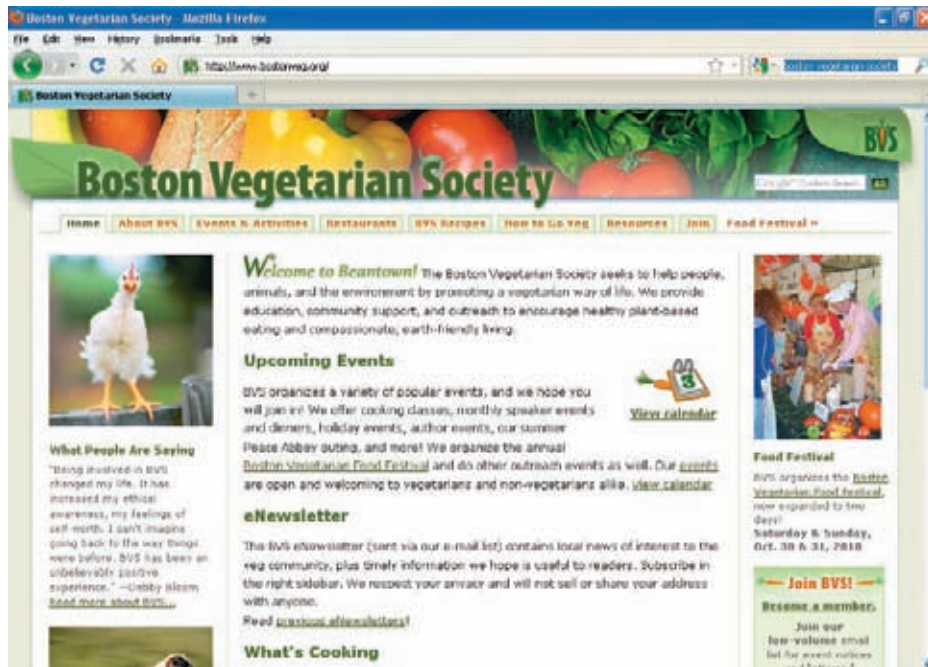 Boston Vegetarian Society - Mozilla Firefox
File Edit View History Bookmarks Tools Help
http://www.bostonveg.org/
boston vegetarian society
Boston Vegetarian Society
BVS
Boston Vegetarian Society
Home About BVS Events & Activities Restaurants BVS Recipes How to Go Veg Resources Join Food Festival »
What People Are Saying
"Being involved in BVS
changed my life. It has
increased my ethical
awareness, my feelings of
self-worth. I can't imagine
going back to the way things
were before. BVS has been an
unbelievably positive
experience." —Debby Bloom
Read more about BVS...
Welcome to Beantown! The Boston Vegetarian Society seeks to help people,
animals, and the environment by promoting a vegetarian way of life. We provide
education, community support, and outreach to encourage healthy plant-based
eating and compassionate, earth-friendly living.
Upcoming Events
BVS organizes a variety of popular events, and we hope you
will join in! We offer cooking classes, monthly speaker events
and dinners, holiday events, author events, our summer
Peace Abbey outing, and more! We organize the annual
Boston Vegetarian Food Festival and do other outreach events as well. Our events
are open and welcoming to vegetarians and non-vegetarians alike. View calendar
3
View calendar
eNewsletter
The BVS eNewsletter (sent via our e-mail list) contains local news of interest to the
veg community, plus timely information we hope is useful to readers. Subscribe in
the right sidebar. We respect your privacy and will not sell or share your address
with anyone.
Read previous eNewsletters!
What's Cooking
Food Festival
BVS organizes the Boston
Vegetarian Food Festival,
now expanded to two
days!
Saturday & Sunday,
Oct. 30 & 31, 2010
Join BVS!
Become a member.
Join our
low-volume email
list for event notices